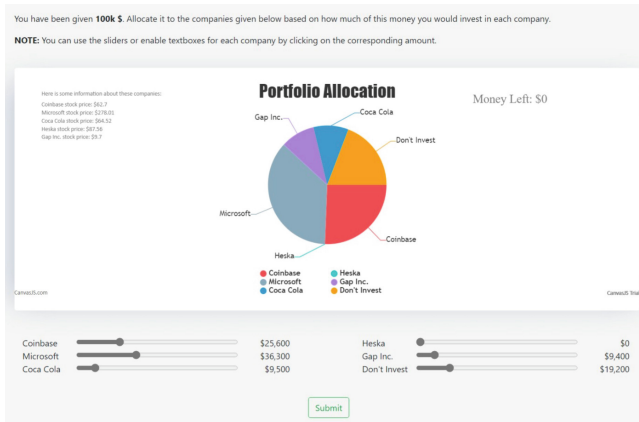 You have been given 100k $. Allocate it to the companies given below based on how much of this money you would invest in each company.
NOTE: You can use the sliders or enable textboxes for each company by clicking on the corresponding amount.
Here is some information about these companies:
Coinbase stock price: $62.7
Microsoft stock price: $278.01
Coca Cola stock price: $64.52
Heska stock price: $87.56
Gap Inc. stock price: $9.7
Portfolio Allocation
Money Left: $0
Gap Inc.
Coca Cola
Don't Invest
Microsoft
Coinbase
Heska
Coinbase Heska
Microsoft Gap Inc.
Coca Cola Don't Invest
CanvasJS.com CanvasJS Trial
Coinbase $25,600 Heska $0
Microsoft $36,300 Gap Inc. $9,400
Coca Cola $9,500 Don't Invest $19,200
Submit